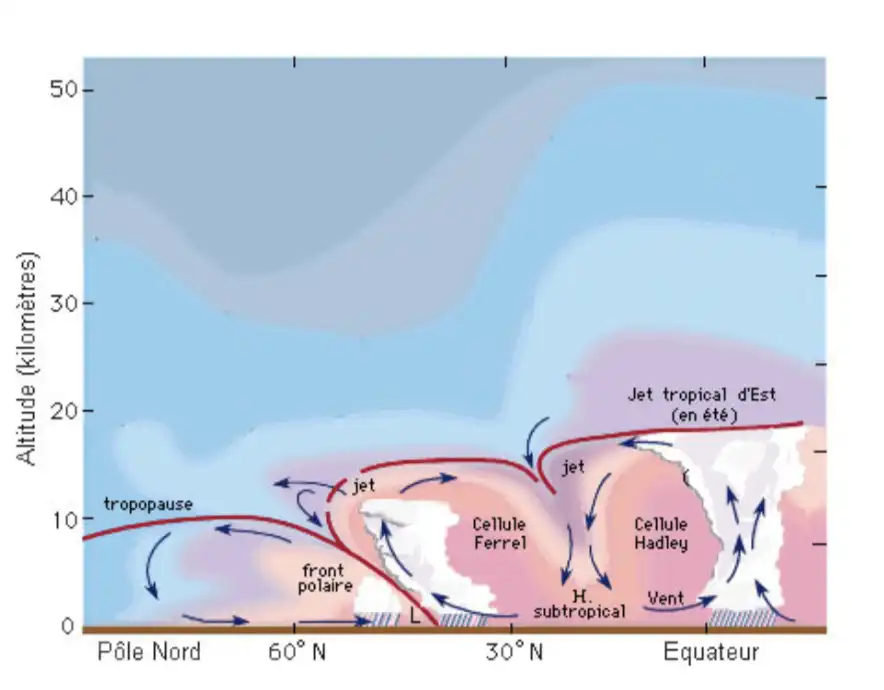 50
40
30
20
10
0
Altitude (kilomètres)
Jet tropical d'Est
(en été)
jet
jet
tropopause
Cellule
Ferrel
Cellule
Hadley
front
polaire
H.
subtropical
Vent
L
Pôle Nord
60° N
30° N
Equateur